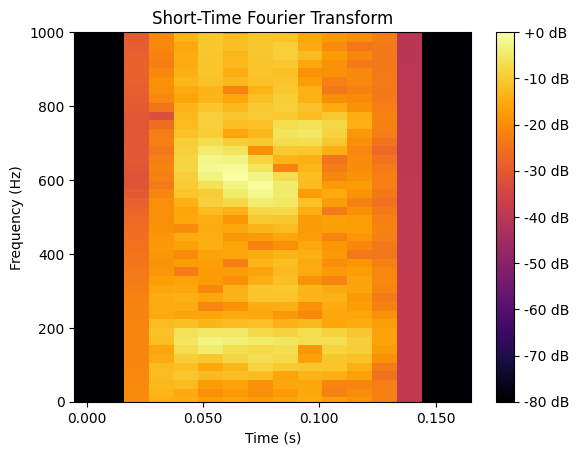 Short-Time Fourier Transform
1000
800
600
400
200
0
Frequency (Hz)
0.000
0.050
0.100
0.150
Time (s)
+0 dB
-10 dB
-20 dB
-30 dB
-40 dB
-50 dB
-60 dB
-70 dB
-80 dB